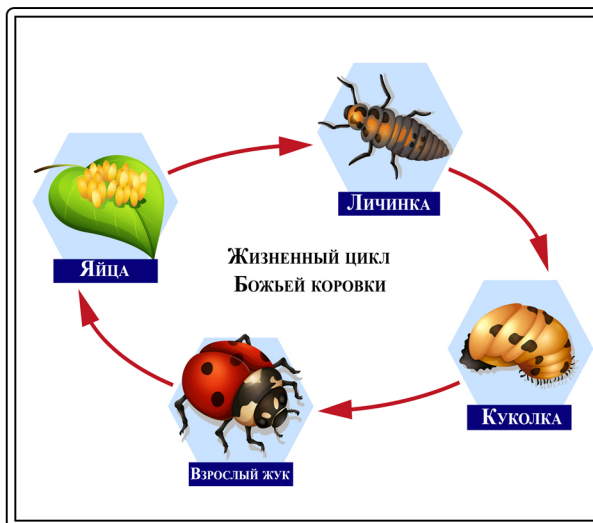 Личинка
Яйца
Жизненный цикл
Божьей коровки
Куколка
Взрослый жук